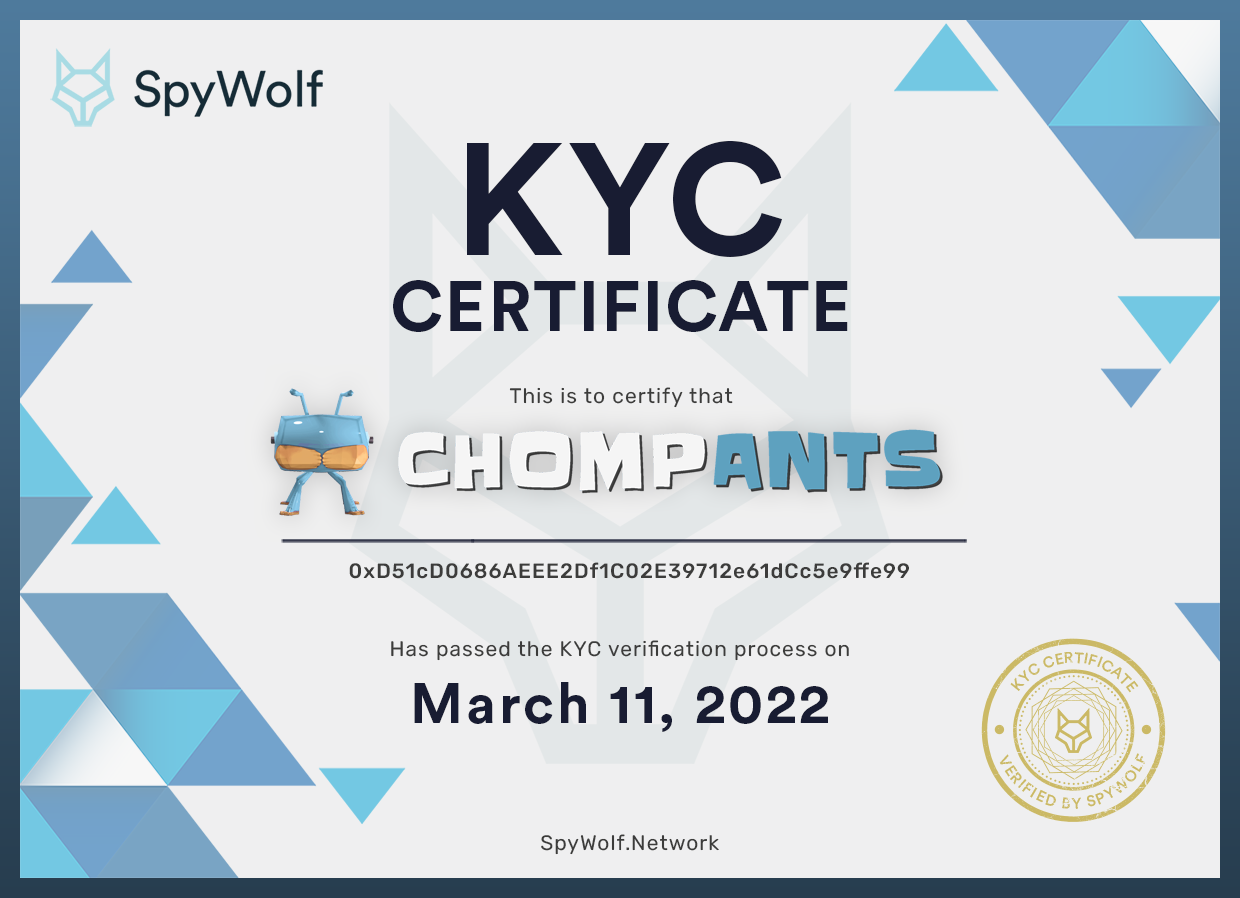 SpyWolf
KYC
CERTIFICATE
This is to certify that
CHOMPANTS
0xD51cD0686AEEE2Df1C02E39712e61dCc5e9ffe99
Has passed the KYC verification process on
March 11, 2022
KYC CERTIFICATE
VERIFIED BY SPYWOLF
SpyWolf.Network